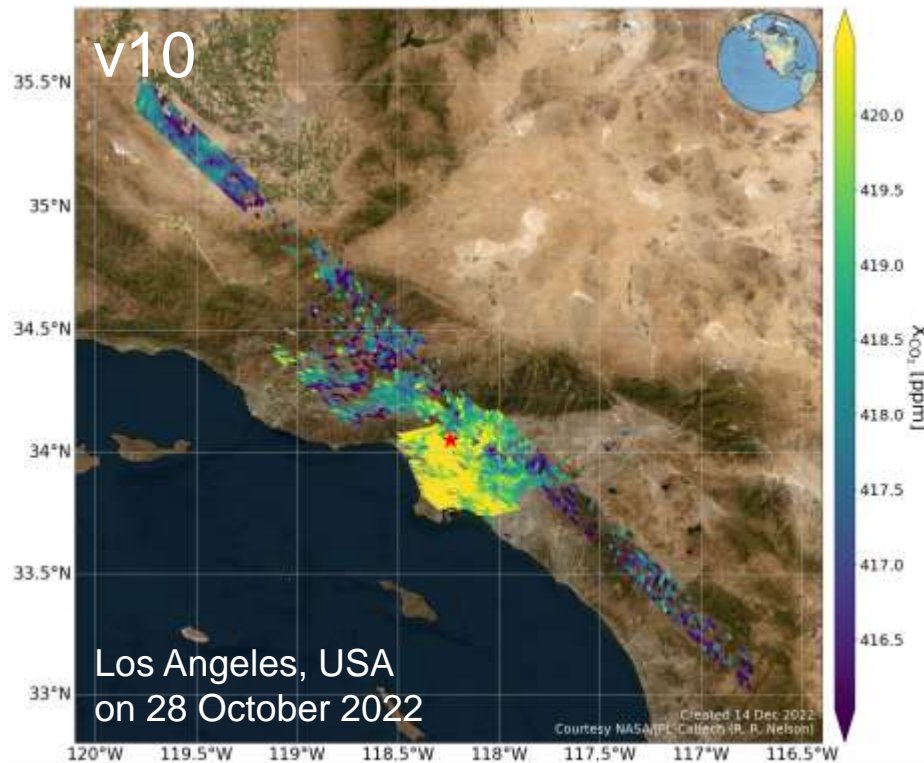 v10
35.5°N
35°N
34.5°N
34°N
33.5°N
33°N
420.0
419.5
419.0
418.5
418.0
417.5
417.0
416.5
XCO₂ [ppm]
Los Angeles, USA
on 28 October 2022
Created 14 Dec 2022
Courtesy NASA/JPL-Caltech (R. R. Nelson)
120°W 119.5°W 119°W 118.5°W 118°W 117.5°W 117°W 116.5°W